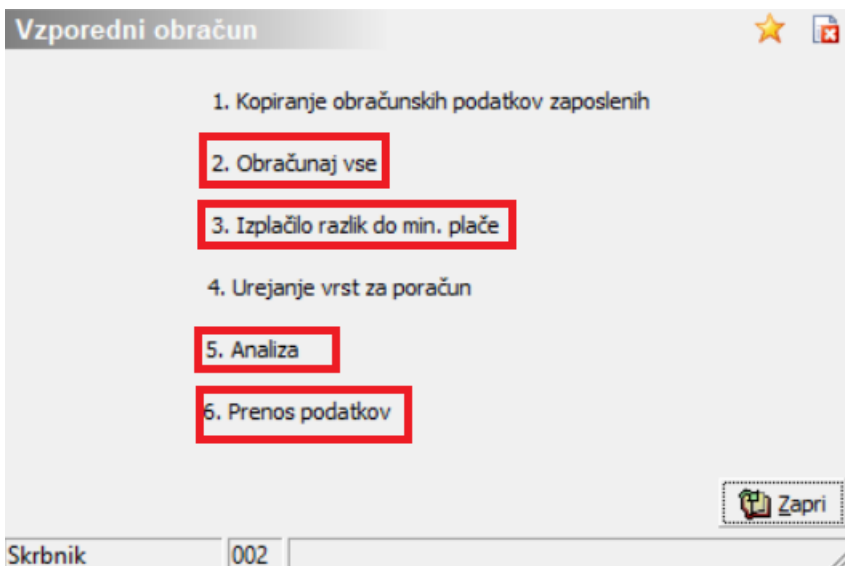 Vzporedni obračun
1. Kopiranje obračunskih podatkov zaposlenih
2. Obračunaj vse
3. Izplačilo razlik do min. plače
4. Urejanje vrst za poračun
5. Analiza
6. Prenos podatkov
Zapri
Skrbnik 002